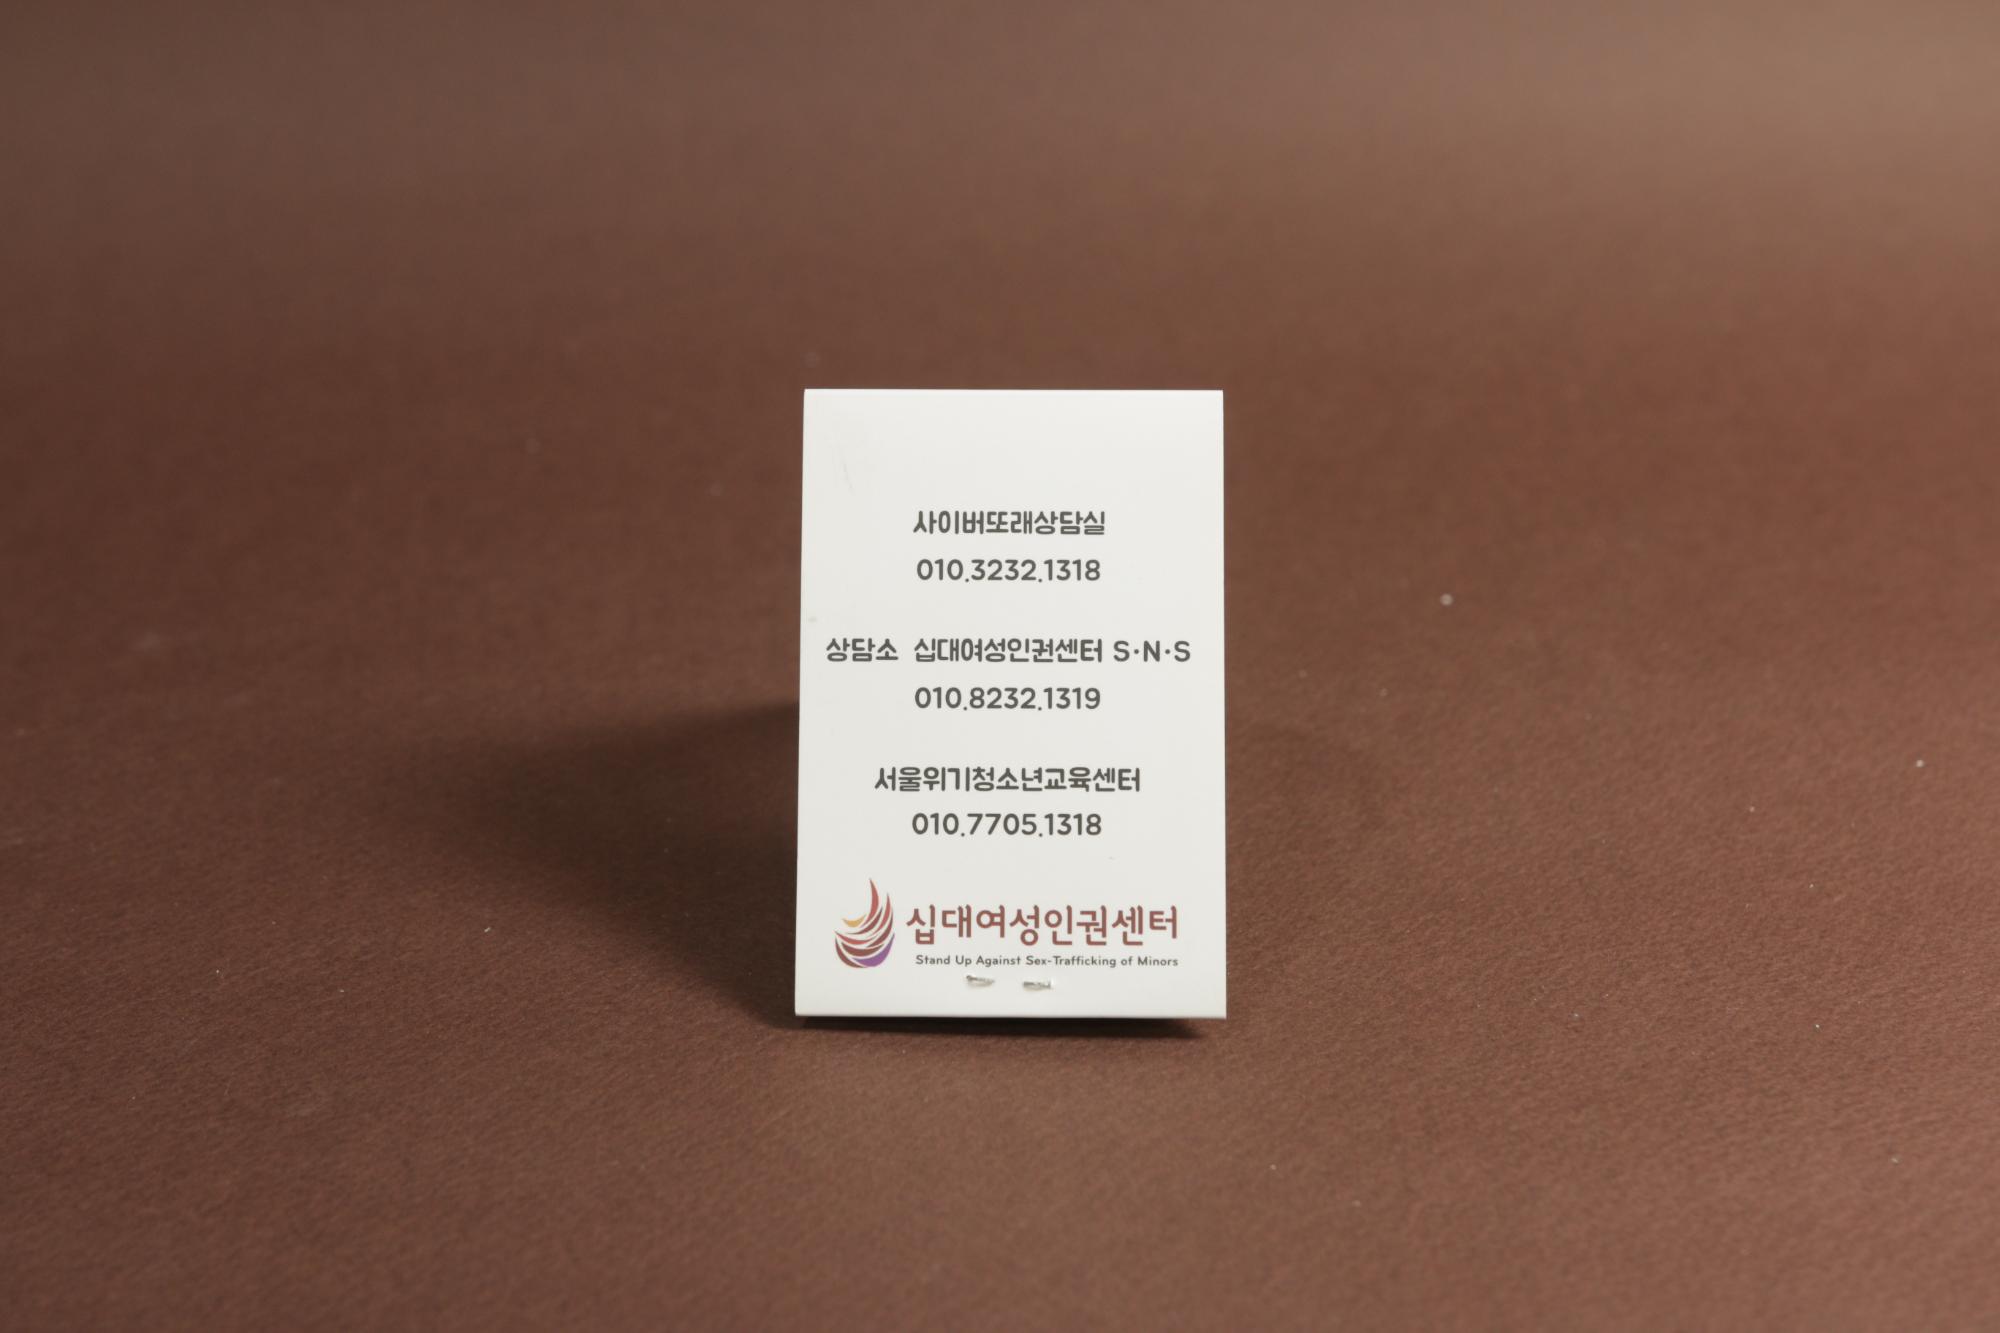 사이버또래상담실
010.3232.1318
상담소 십대여성인권센터 S·N·S
010.8232.1319
서울위기청소년교육센터
010.7705.1318
십대여성인권센터
Stand Up Against Sex-Trafficking of Minors